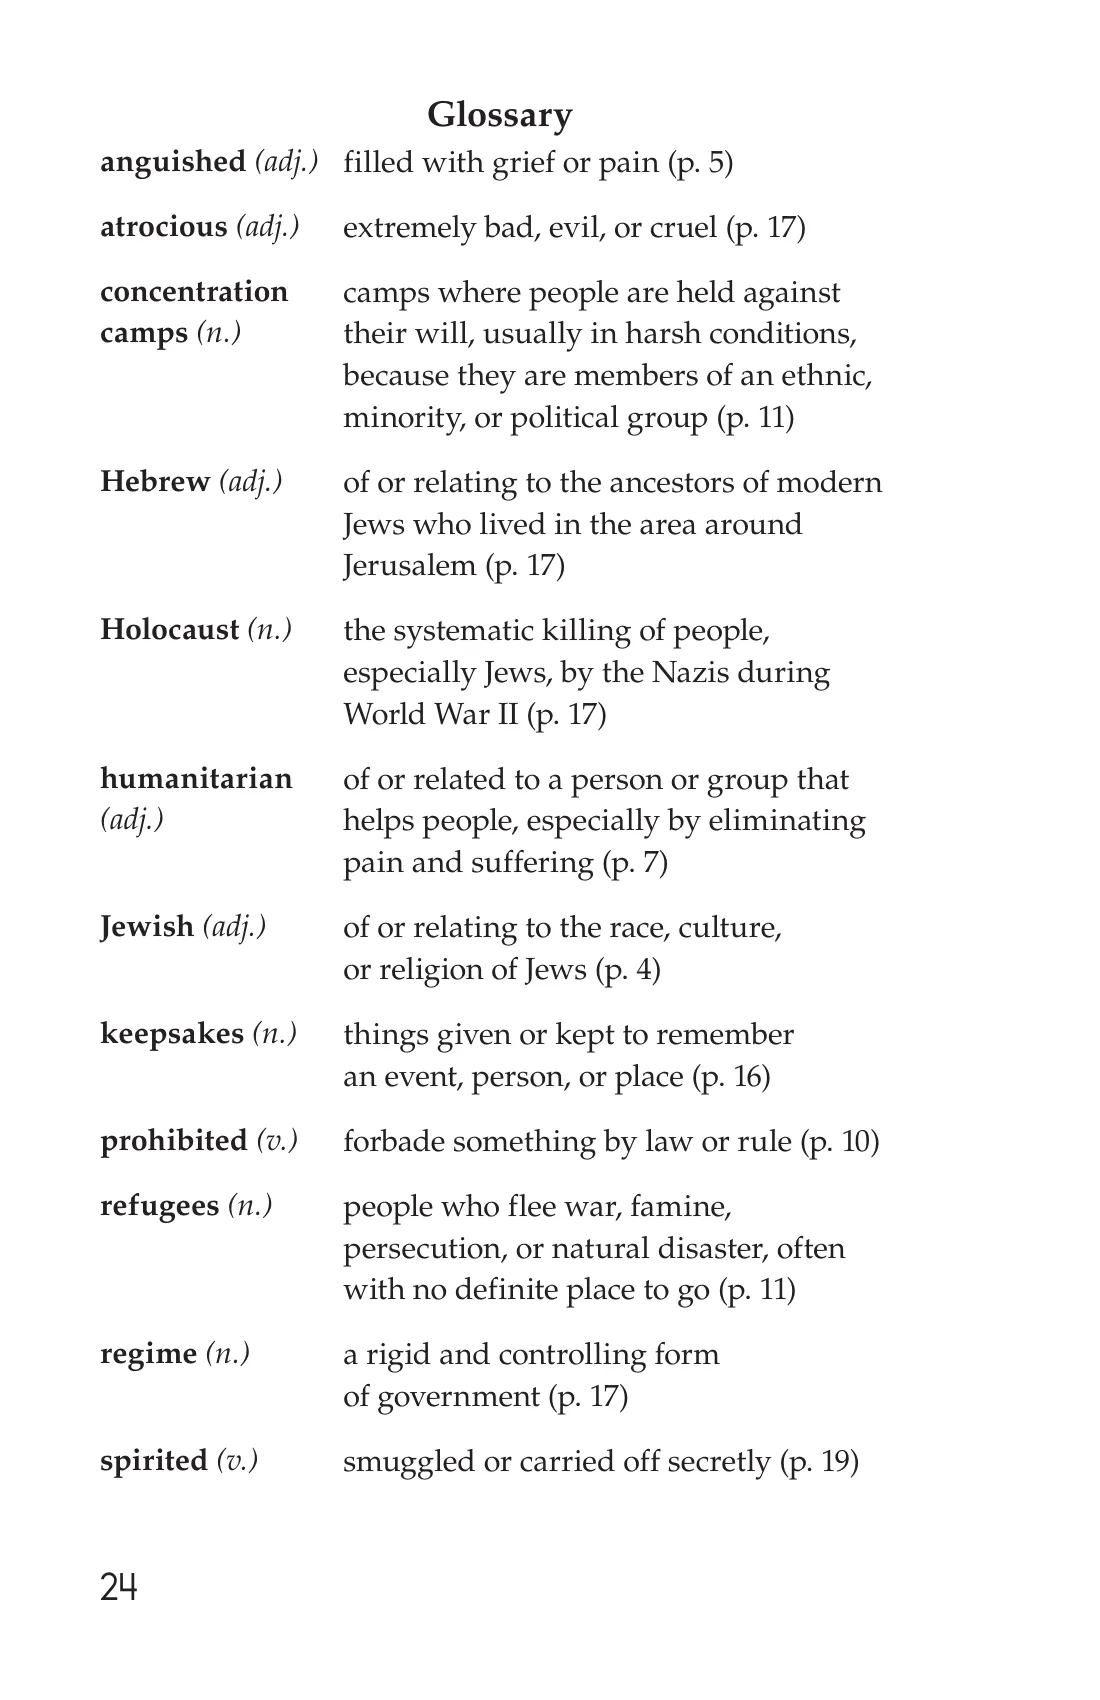 Glossary
anguished (adj.) filled with grief or pain (p. 5)
atrocious (adj.) extremely bad, evil, or cruel (p. 17)
concentration camps where people are held against
camps (n.) their will, usually in harsh conditions,
because they are members of an ethnic,
minority, or political group (p. 11)
Hebrew (adj.) of or relating to the ancestors of modern
Jews who lived in the area around
Jerusalem (p. 17)
Holocaust (n.) the systematic killing of people,
especially Jews, by the Nazis during
World War II (p. 17)
humanitarian of or related to a person or group that
(adj.) helps people, especially by eliminating
pain and suffering (p. 7)
Jewish (adj.) of or relating to the race, culture,
or religion of Jews (p. 4)
keepsakes (n.) things given or kept to remember
an event, person, or place (p. 16)
prohibited (v.) forbade something by law or rule (p. 10)
refugees (n.) people who flee war, famine,
persecution, or natural disaster, often
with no definite place to go (p. 11)
regime (n.) a rigid and controlling form
of government (p. 17)
spirited (v.) smuggled or carried off secretly (p. 19)
24